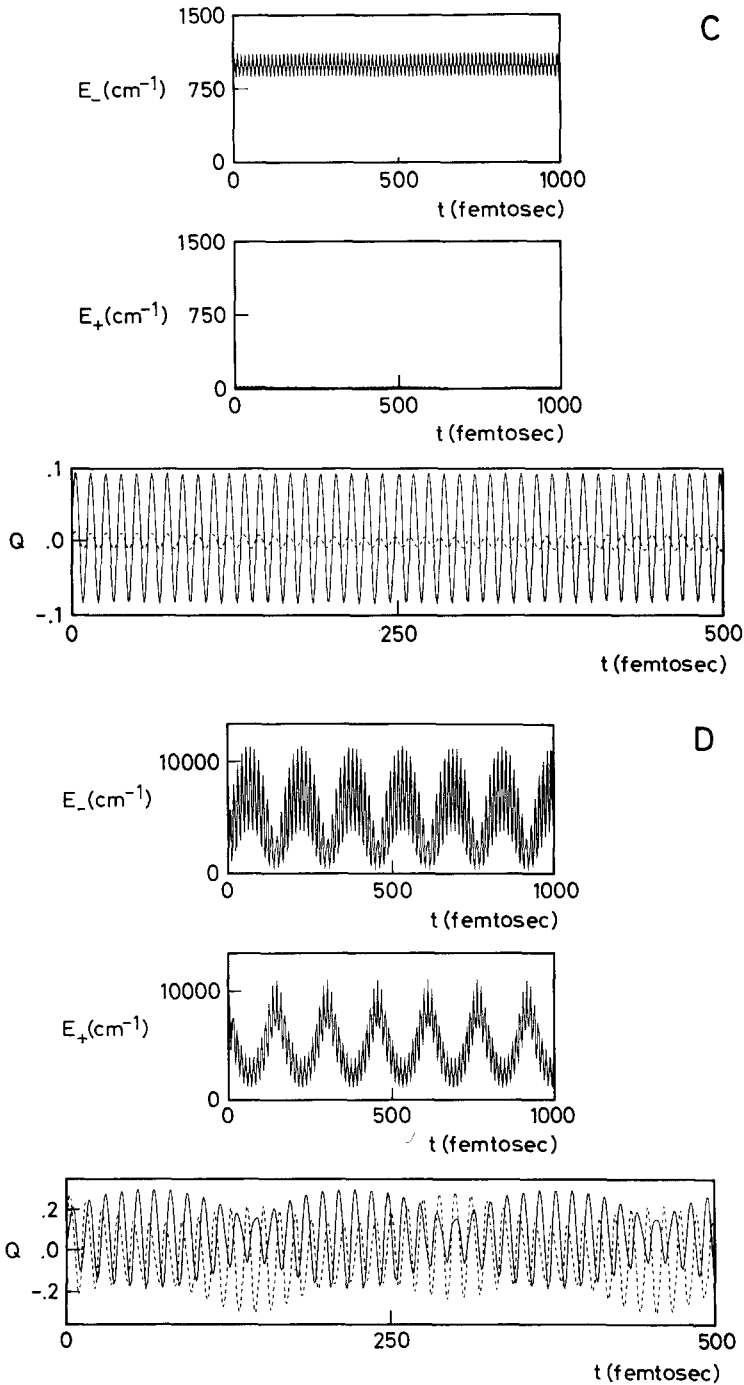 C
1500
E_(cm⁻¹) 750
0
0 500 1000
t (femtosec)
1500
E₊(cm⁻¹) 750
0
0 500 1000
t (femtosec)
.1
Q .0
-.1
0 250 500
t (femtosec)
D
10000
E_(cm⁻¹)
0
0 500 1000
t (femtosec)
10000
E₊(cm⁻¹)
0
0 500 1000
t (femtosec)
.2
Q .0
-.2
0 250 500
t (femtosec)